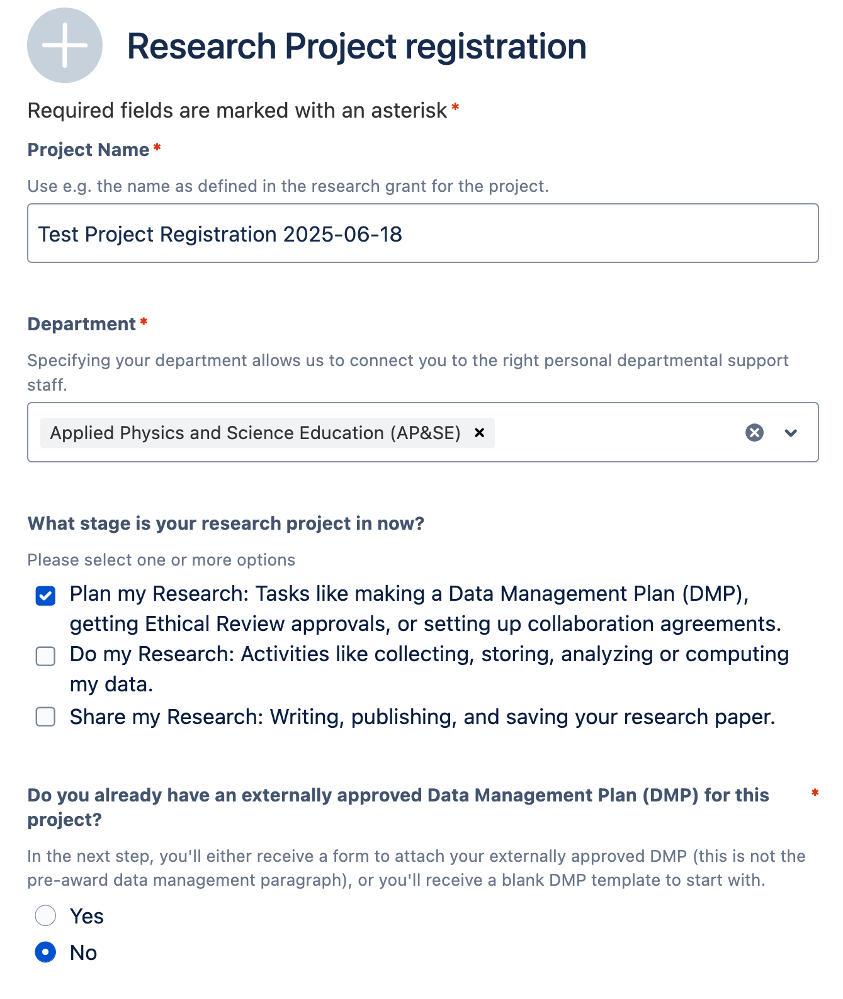 Research Project registration
Required fields are marked with an asterisk *
Project Name *
Use e.g. the name as defined in the research grant for the project.
Test Project Registration 2025-06-18
Department *
Specifying your department allows us to connect you to the right personal departmental support
staff.
Applied Physics and Science Education (AP&SE)
What stage is your research project in now?
Please select one or more options
Plan my Research: Tasks like making a Data Management Plan (DMP),
getting Ethical Review approvals, or setting up collaboration agreements.
Do my Research: Activities like collecting, storing, analyzing or computing
my data.
Share my Research: Writing, publishing, and saving your research paper.
Do you already have an externally approved Data Management Plan (DMP) for this *
project?
In the next step, you'll either receive a form to attach your externally approved DMP (this is not the
pre-award data management paragraph), or you'll receive a blank DMP template to start with.
Yes
No